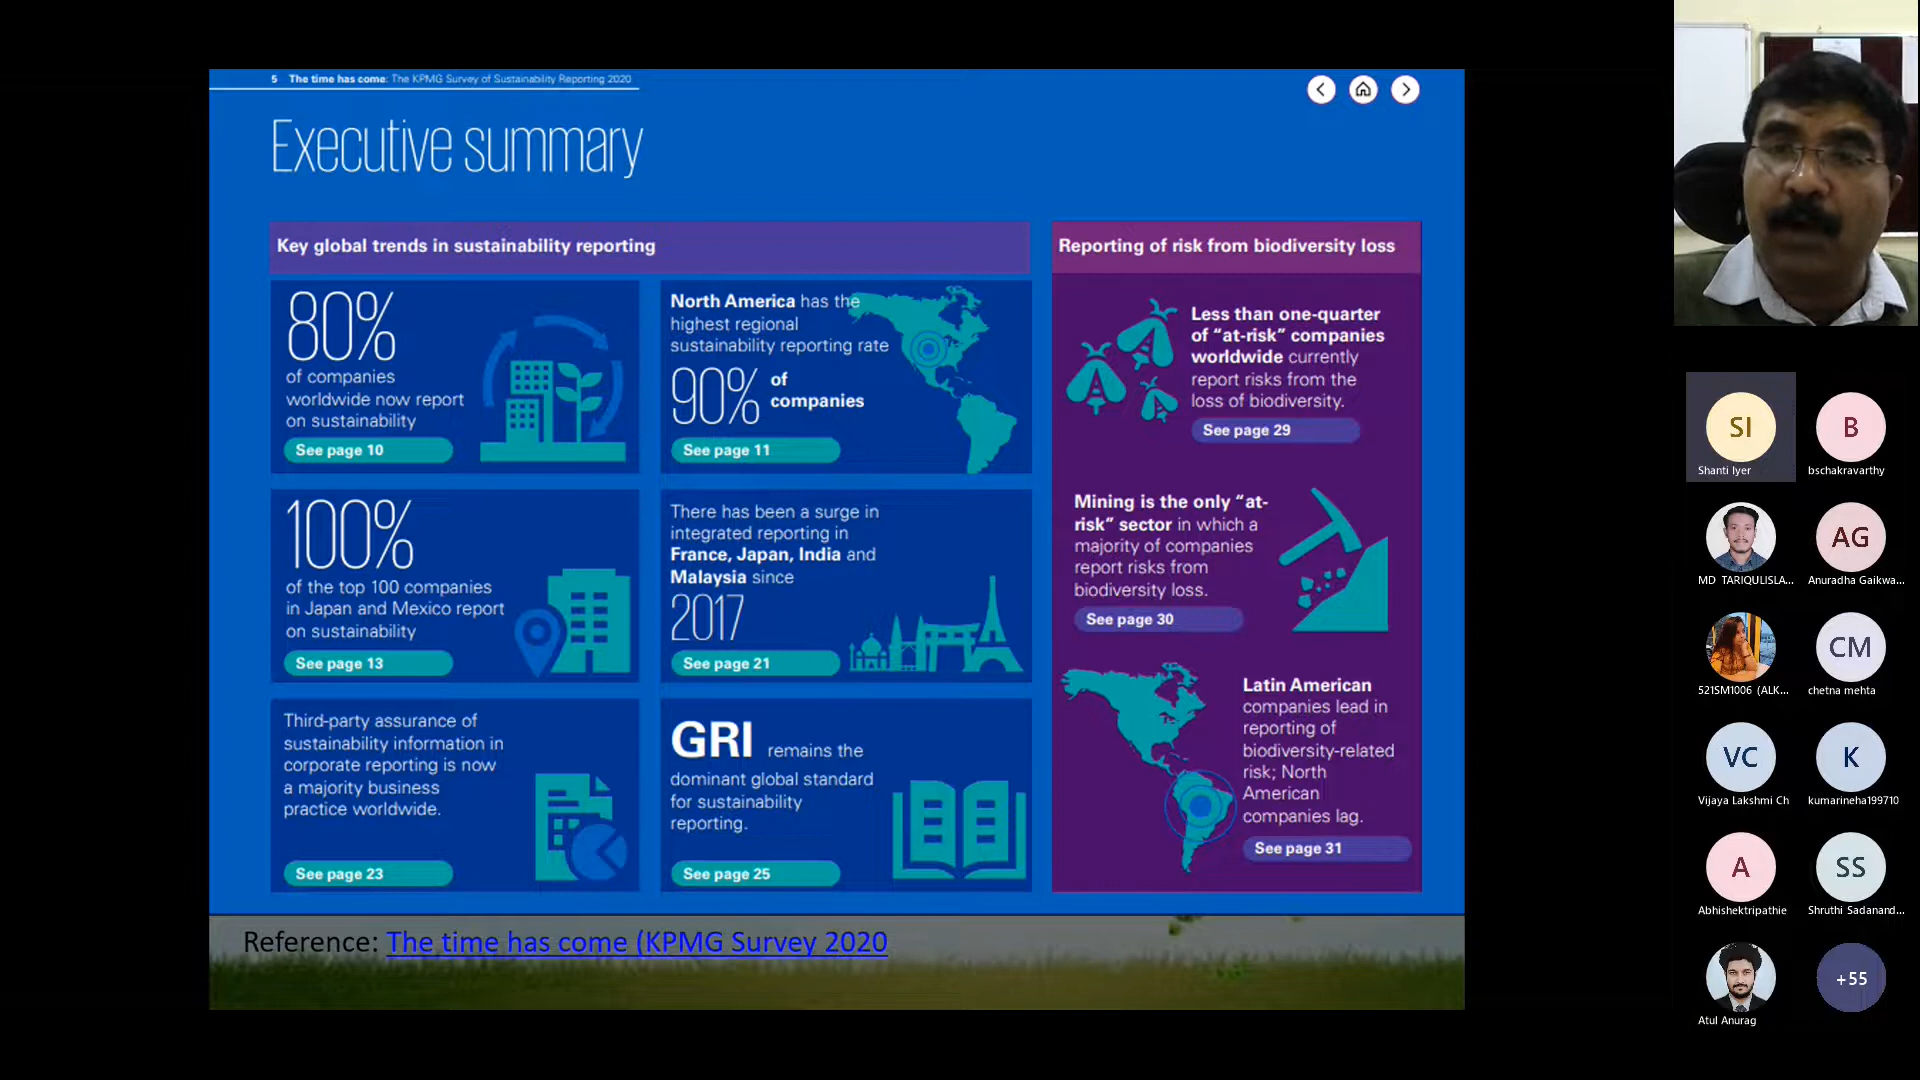 5 The time has come: The KPMG Survey of Sustainability Reporting 2020
Executive summary
Key global trends in sustainability reporting
80%
of companies
worldwide now report
on sustainability
See page 10
North America has the
highest regional
sustainability reporting rate
90% of
companies
See page 11
100%
of the top 100 companies
in Japan and Mexico report
on sustainability
See page 13
There has been a surge in
integrated reporting in
France, Japan, India and
Malaysia since
2017
See page 21
Third-party assurance of
sustainability information in
corporate reporting is now
a majority business
practice worldwide.
See page 23
GRI remains the
dominant global standard
for sustainability
reporting.
See page 25
Reporting of risk from biodiversity loss
Less than one-quarter
of “at-risk” companies
worldwide currently
report risks from the
loss of biodiversity.
See page 29
Mining is the only “at-
risk” sector in which a
majority of companies
report risks from
biodiversity loss.
See page 30
Latin American
companies lead in
reporting of
biodiversity-related
risk; North
American
companies lag.
See page 31
Reference: The time has come (KPMG Survey 2020
SI
Shanti Iyer
B
bschakravarthy
MD TARIQULISLA...
AG
Anuradha Gaikwa...
521SM1006 (ALK...
CM
chetna mehta
VC
Vijaya Lakshmi Ch
K
kumarineha199710
A
Abhishektripathie
SS
Shruthi Sadanand...
Atul Anurag
+55